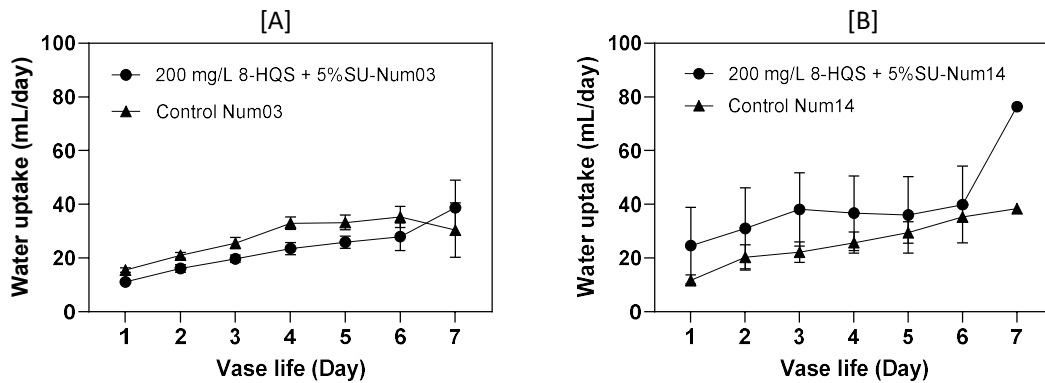 [A]
Water uptake (mL/day)
100
80
60
40
20
0
200 mg/L 8-HQS + 5%SU-Num03
Control Num03
1 2 3 4 5 6 7
Vase life (Day)
[B]
Water uptake (mL/day)
100
80
60
40
20
0
200 mg/L 8-HQS + 5%SU-Num14
Control Num14
1 2 3 4 5 6 7
Vase life (Day)